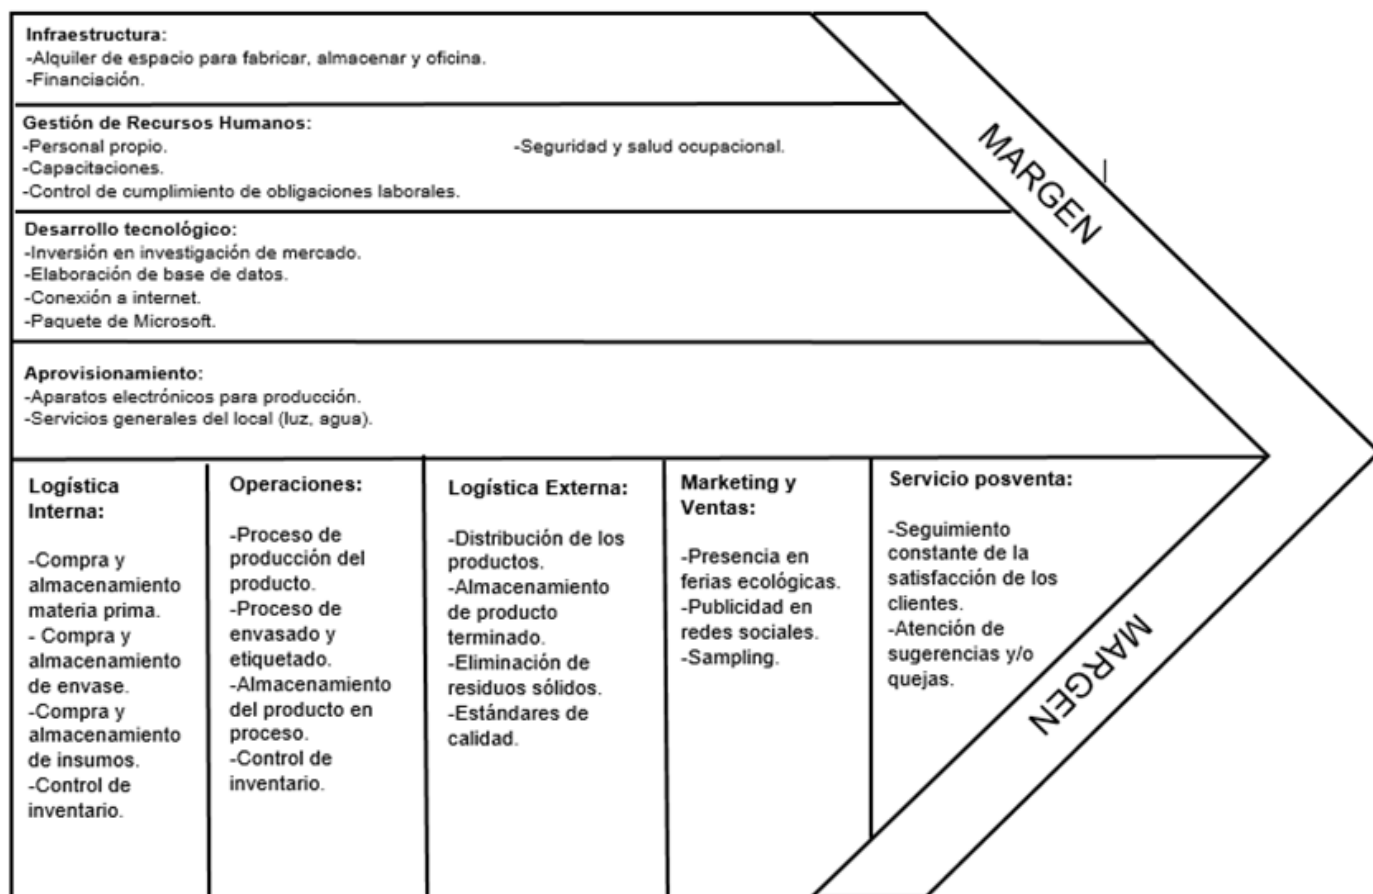 Infraestructura:
-Alquiler de espacio para fabricar, almacenar y oficina.
-Financiación.
Gestión de Recursos Humanos:
-Personal propio.
-Seguridad y salud ocupacional.
-Capacitaciones.
-Control de cumplimiento de obligaciones laborales.
Desarrollo tecnológico:
-Inversión en investigación de mercado.
-Elaboración de base de datos.
-Conexión a internet.
-Paquete de Microsoft.
Aprovisionamiento:
-Aparatos electrónicos para producción.
-Servicios generales del local (luz, agua).
MARGEN
Logística
Interna:
-Compra y
almacenamiento
materia prima.
- Compra y
almacenamiento
de envase.
-Compra y
almacenamiento
de insumos.
-Control de
inventario.
Operaciones:
-Proceso de
producción del
producto.
-Proceso de
envasado y
etiquetado.
-Almacenamiento
del producto en
proceso.
-Control de
inventario.
Logística Externa:
-Distribución de los
productos.
-Almacenamiento
de producto
terminado.
-Eliminación de
residuos sólidos.
-Estándares de
calidad.
Marketing y
Ventas:
-Presencia en
ferias ecológicas.
-Publicidad en
redes sociales.
-Sampling.
Servicio posventa:
-Seguimiento
constante de la
satisfacción de los
clientes.
-Atención de
sugerencias y/o
quejas.
MARGEN